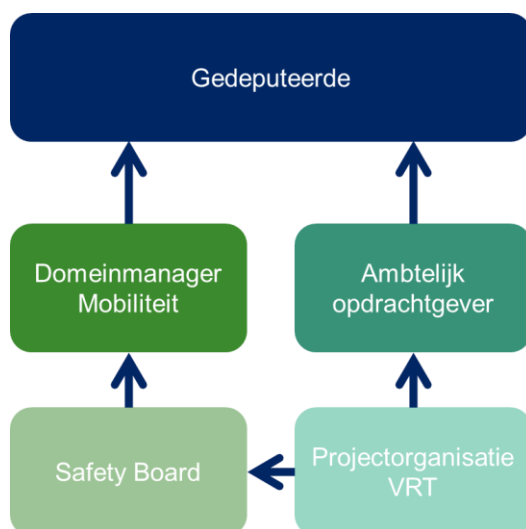 Gedeputeerde
Domeinmanager
Mobiliteit
Ambtelijk
opdrachtgever
Safety Board
Projectorganisatie
VRT